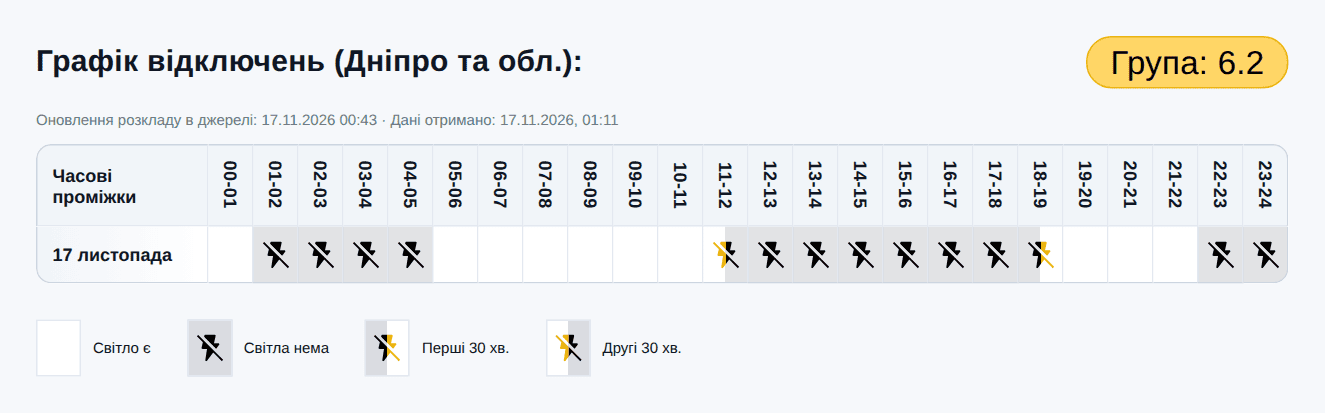 Графік відключень (Дніпро та обл.):
Група: 6.2
Оновлення розкладу в джерелі: 17.11.2026 00:43 · Дані отримано: 17.11.2026, 01:11
Часові
проміжки
00-01
01-02
02-03
03-04
04-05
05-06
06-07
07-08
08-09
09-10
10-11
11-12
12-13
13-14
14-15
15-16
16-17
17-18
18-19
19-20
20-21
21-22
22-23
23-24
17 листопада
Світло є
Світла нема
Перші 30 хв.
Другі 30 хв.